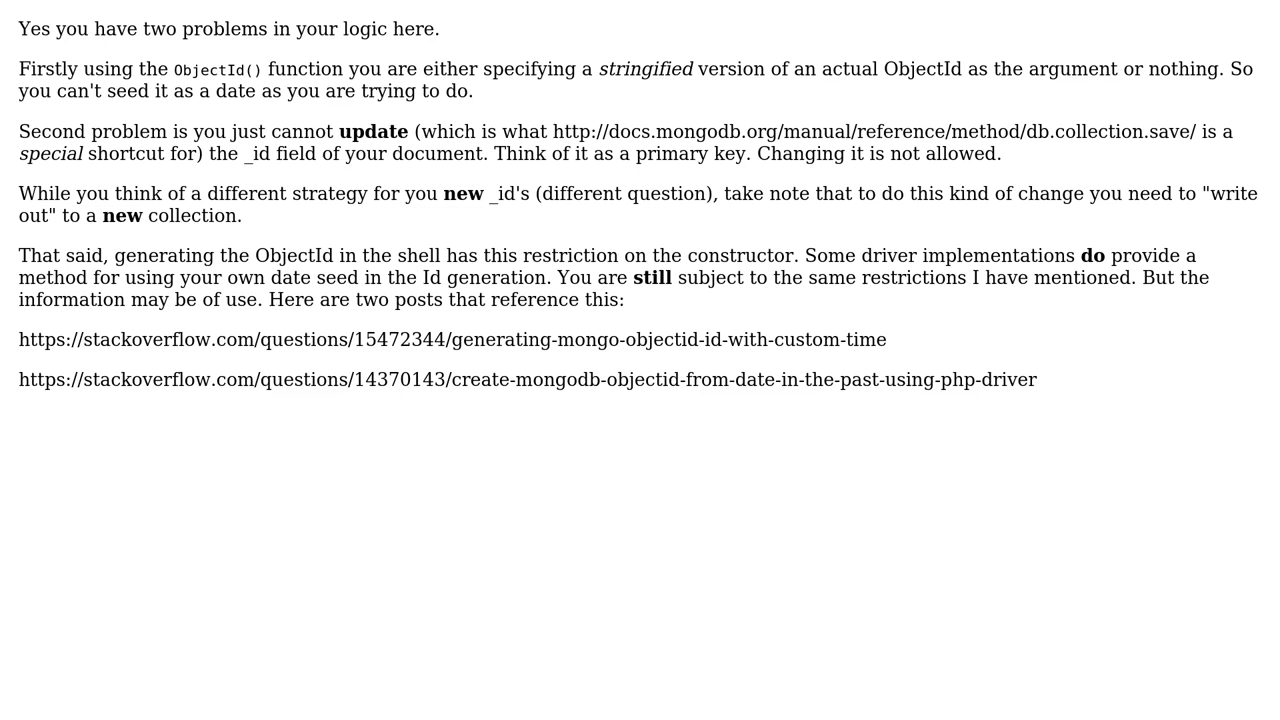 Yes you have two problems in your logic here.
Firstly using the ObjectId() function you are either specifying a stringified version of an actual ObjectId as the argument or nothing. So
you can't seed it as a date as you are trying to do.
Second problem is you just cannot update (which is what http://docs.mongodb.org/manual/reference/method/db.collection.save/ is a
special shortcut for) the _id field of your document. Think of it as a primary key. Changing it is not allowed.
While you think of a different strategy for you new _id's (different question), take note that to do this kind of change you need to "write
out" to a new collection.
That said, generating the ObjectId in the shell has this restriction on the constructor. Some driver implementations do provide a
method for using your own date seed in the Id generation. You are still subject to the same restrictions I have mentioned. But the
information may be of use. Here are two posts that reference this:
https://stackoverflow.com/questions/15472344/generating-mongo-objectid-id-with-custom-time
https://stackoverflow.com/questions/14370143/create-mongodb-objectid-from-date-in-the-past-using-php-driver